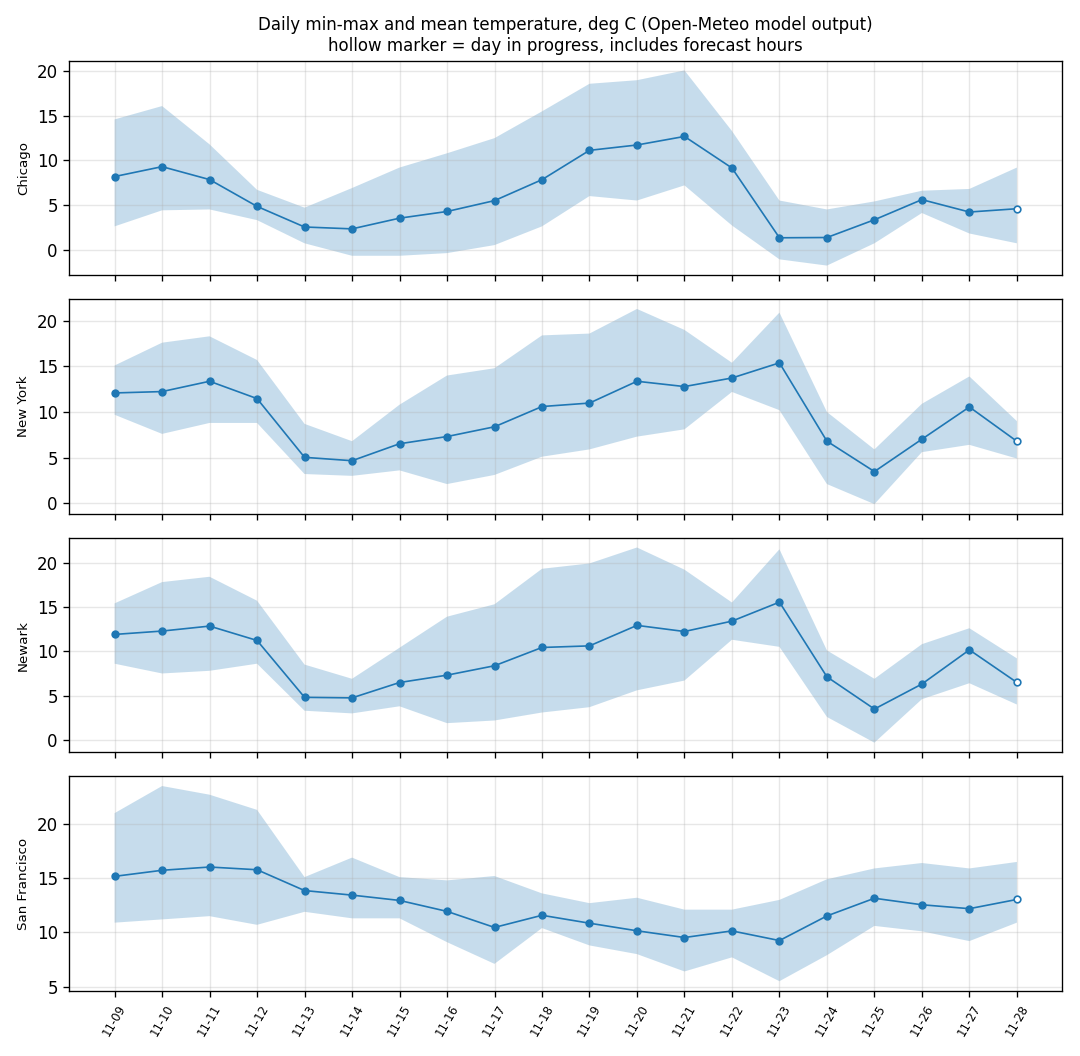 Daily min-max and mean temperature, deg C (Open-Meteo model output)
hollow marker = day in progress, includes forecast hours
20
15
10
5
0
Chicago
20
15
10
5
0
New York
20
15
10
5
0
Newark
20
15
10
5
San Francisco
11-09 11-10 11-11 11-12 11-13 11-14 11-15 11-16 11-17 11-18 11-19 11-20 11-21 11-22 11-23 11-24 11-25 11-26 11-27 11-28